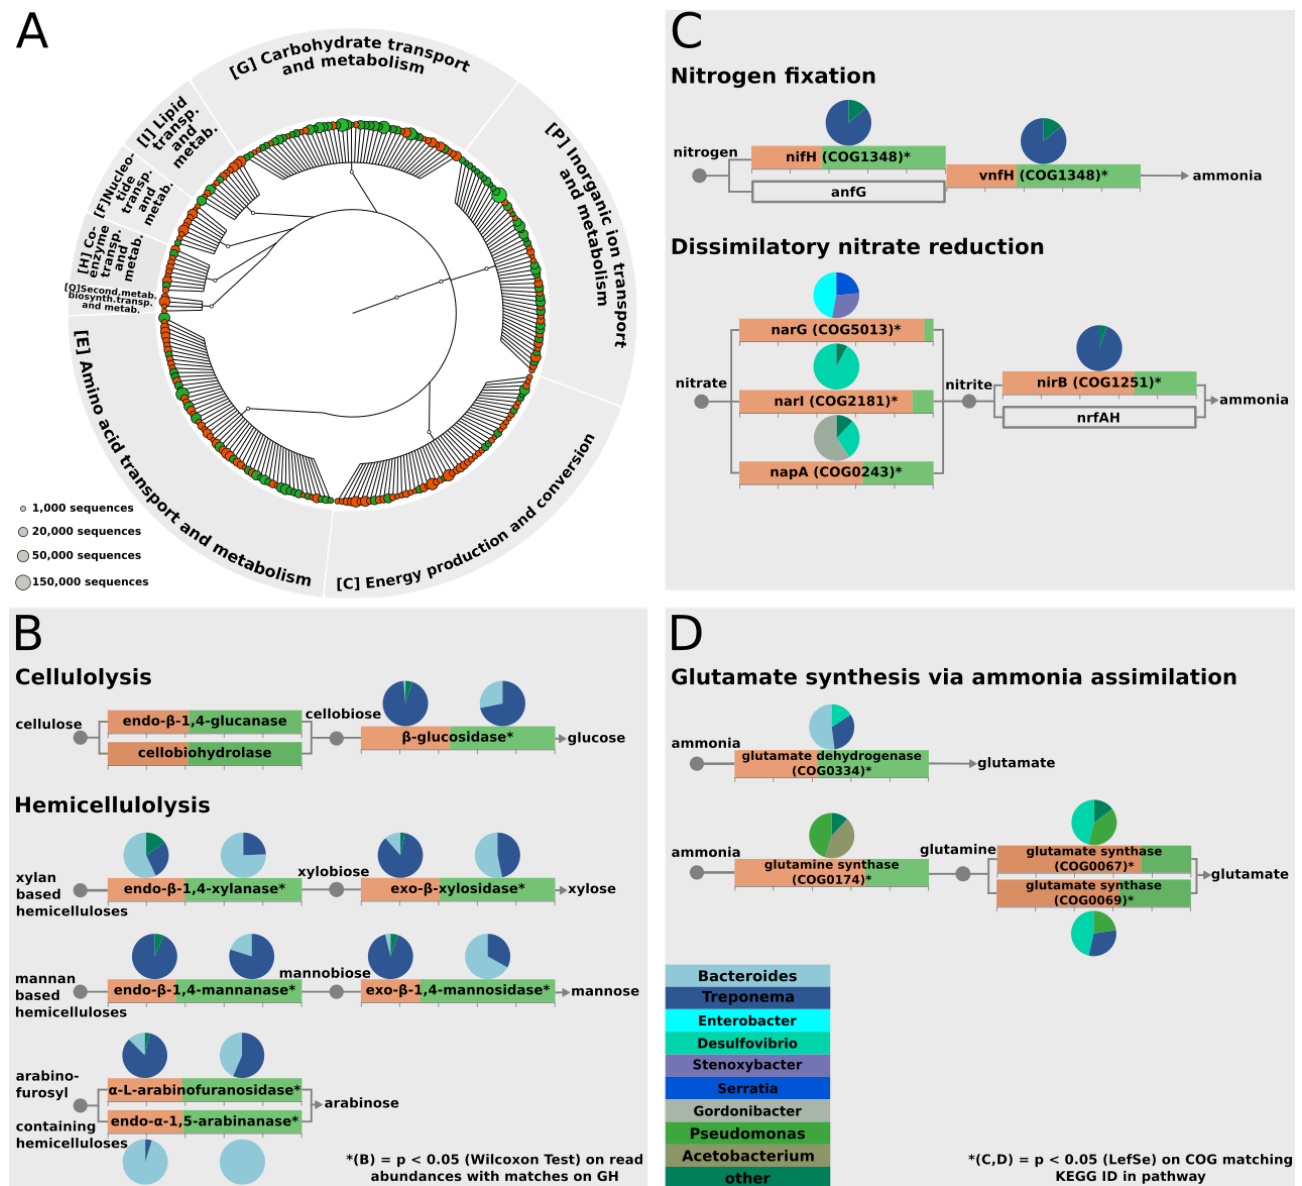 A
[G] Carbohydrate transport
and metabolism
[P] Inorganic ion transport
and metabolism
[C] Energy production and conversion
[E] Amino acid transport and metabolism
[Q]Second.metab.
biosynth.transp.
and metab.
[H] Co-
enzyme
transp.
and
metab.
[F]Nucleo-
tide
transp.
and
metab.
[I] Lipid
transp.
and
metab.
1,000 sequences
20,000 sequences
50,000 sequences
150,000 sequences
B
Cellulolysis
cellulose
endo-β-1,4-glucanase
cellobiohydrolase
cellobiose
β-glucosidase*
glucose
Hemicellulolysis
xylan
based
hemicelluloses
endo-β-1,4-xylanase*
xylobiose
exo-β-xylosidase*
xylose
mannan
based
hemicelluloses
endo-β-1,4-mannanase*
mannobiose
exo-β-1,4-mannosidase*
mannose
arabino-
furosyl
containing
hemicelluloses
α-L-arabinofuranosidase*
endo-α-1,5-arabinanase*
arabinose
*(B) = p < 0.05 (Wilcoxon Test) on read
abundances with matches on GH
C
Nitrogen fixation
nitrogen
nifH (COG1348)*
anfG
vnfH (COG1348)*
ammonia
Dissimilatory nitrate reduction
nitrate
narG (COG5013)*
narI (COG2181)*
napA (COG0243)*
nitrite
nirB (COG1251)*
nrfAH
ammonia
D
Glutamate synthesis via ammonia assimilation
ammonia
glutamate dehydrogenase
(COG0334)*
glutamate
ammonia
glutamine synthase
(COG0174)*
glutamine
glutamate synthase
(COG0067)*
glutamate synthase
(COG0069)*
glutamate
Bacteroides
Treponema
Enterobacter
Desulfovibrio
Stenoxybacter
Serratia
Gordonibacter
Pseudomonas
Acetobacterium
other
*(C,D) = p < 0.05 (LefSe) on COG matching
KEGG ID in pathway